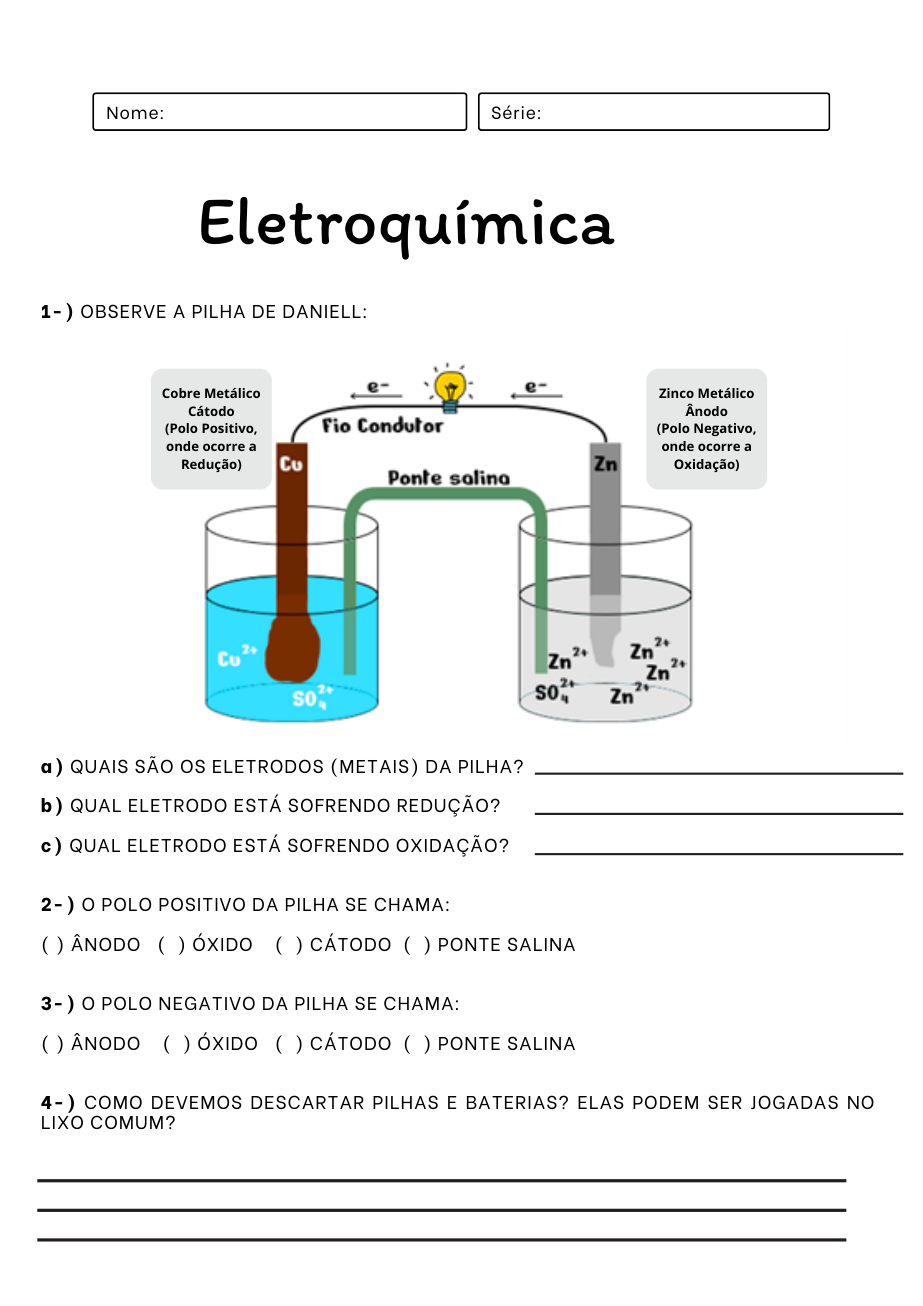 Nome:
Série:
Eletroquímica
1-) OBSERVE A PILHA DE DANIELL:
Cobre Metálico
Cátodo
(Polo Positivo,
onde ocorre a
Redução)
e-
e-
Fio Condutor
Zinco Metálico
Ânodo
(Polo Negativo,
onde ocorre a
Oxidação)
Cu
Zn
Ponte salina
Cu2+
SO42+
Zn2+
Zn2+
Zn2+
SO42+
Zn2+
a) QUAIS SÃO OS ELETRODOS (METAIS) DA PILHA?
b) QUAL ELETRODO ESTÁ SOFRENDO REDUÇÃO?
c) QUAL ELETRODO ESTÁ SOFRENDO OXIDAÇÃO?
2-) O POLO POSITIVO DA PILHA SE CHAMA:
( ) ÂNODO ( ) ÓXIDO ( ) CÁTODO ( ) PONTE SALINA
3-) O POLO NEGATIVO DA PILHA SE CHAMA:
( ) ÂNODO ( ) ÓXIDO ( ) CÁTODO ( ) PONTE SALINA
4-) COMO DEVEMOS DESCARTAR PILHAS E BATERIAS? ELAS PODEM SER JOGADAS NO
LIXO COMUM?